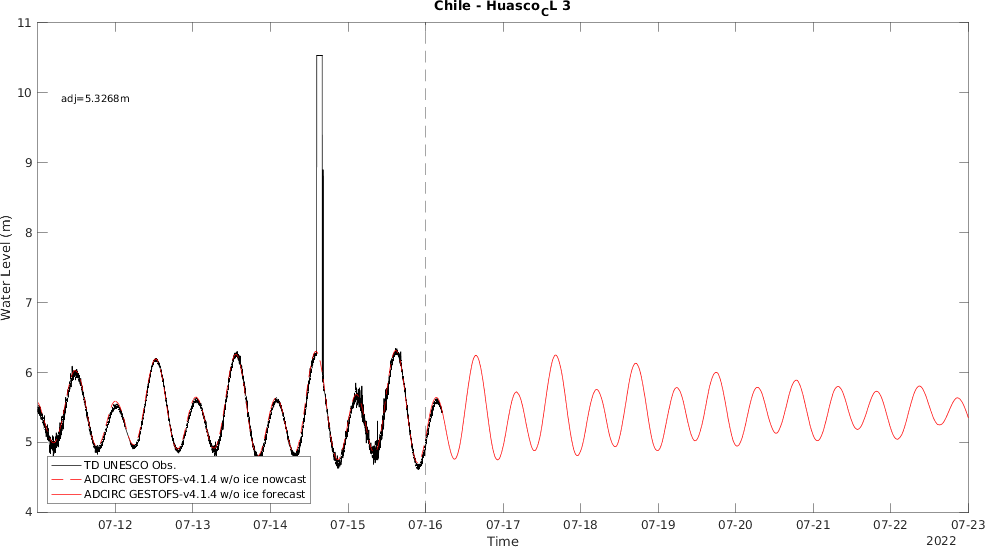 Chile - Huasco_CL 3
11
10
9
8
7
6
5
4
Water Level (m)
adj=5.3268m
TD UNESCO Obs.
ADCIRC GESTOFS-v4.1.4 w/o ice nowcast
ADCIRC GESTOFS-v4.1.4 w/o ice forecast
07-12 07-13 07-14 07-15 07-16 07-17 07-18 07-19 07-20 07-21 07-22 07-23
Time
2022